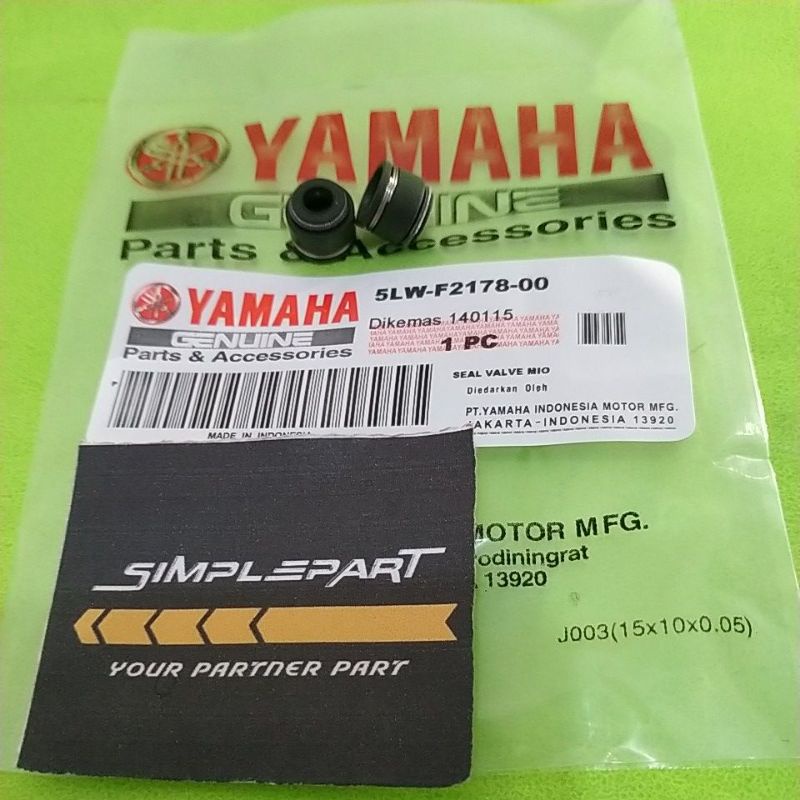 YAMAHA
GENUINE
Parts & Accessories
YAMAHA
GENUINE
Parts & Accessories
5LW-F2178-00
Dikemas 140115
1 PC
SEAL VALVE MIO
Diedarkan Oleh
PT.YAMAHA INDONESIA MOTOR MFG.
JAKARTA-INDONESIA 13920
MADE IN INDONESIA
SIMPLEPART
YOUR PARTNER PART
MOTOR MFG.
odiningrat
13920
J003(15x10x0.05)